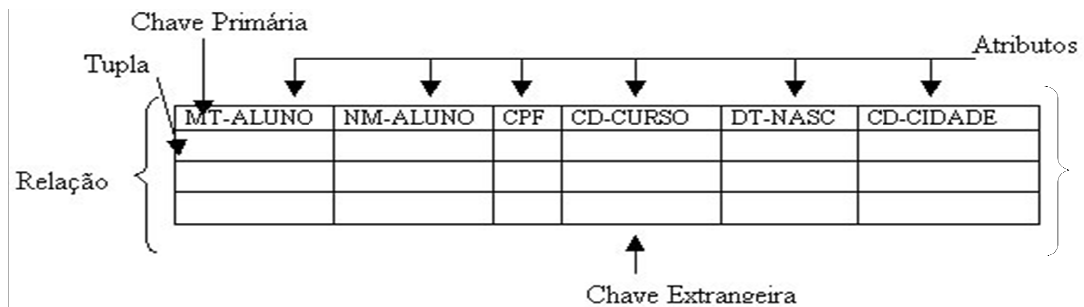 Chave Primária
Atributos
Tupla
MT-ALUNO NM-ALUNO CPF CD-CURSO DT-NASC CD-CIDADE
Relação
Chave Extrangeira